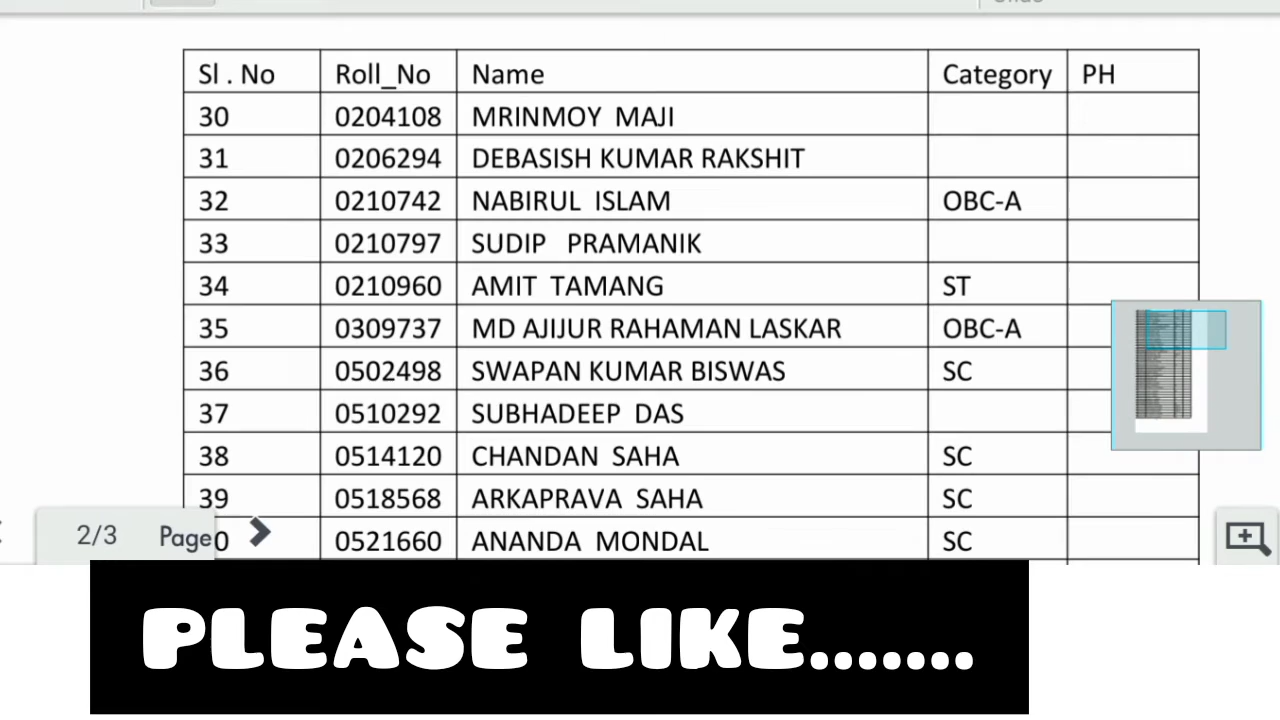 Sl . No Roll_No Name Category PH
30 0204108 MRINMOY MAJI
31 0206294 DEBASISH KUMAR RAKSHIT
32 0210742 NABIRUL ISLAM OBC-A
33 0210797 SUDIP PRAMANIK
34 0210960 AMIT TAMANG ST
35 0309737 MD AJIJUR RAHAMAN LASKAR OBC-A
36 0502498 SWAPAN KUMAR BISWAS SC
37 0510292 SUBHADEEP DAS
38 0514120 CHANDAN SAHA SC
39 0518568 ARKAPRAVA SAHA SC
0 0521660 ANANDA MONDAL SC
2/3 Page
PLEASE LIKE.......